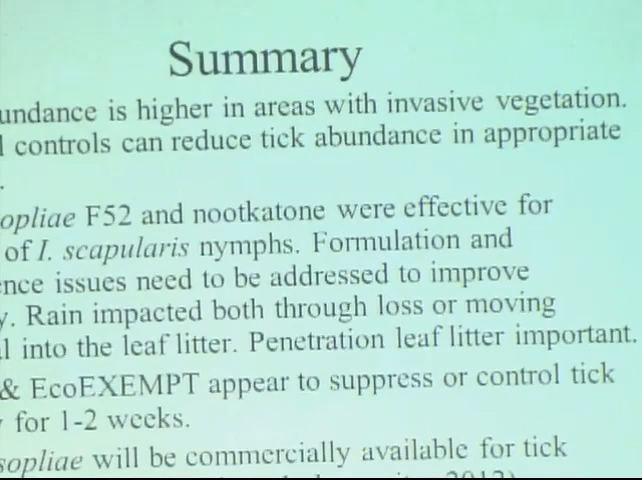 Summary
undance is higher in areas with invasive vegetation.
l controls can reduce tick abundance in appropriate
.
opliae F52 and nootkatone were effective for
of I. scapularis nymphs. Formulation and
nce issues need to be addressed to improve
y. Rain impacted both through loss or moving
l into the leaf litter. Penetration leaf litter important.
& EcoEXEMPT appear to suppress or control tick
for 1-2 weeks.
sopliae will be commercially available for tick
2012)